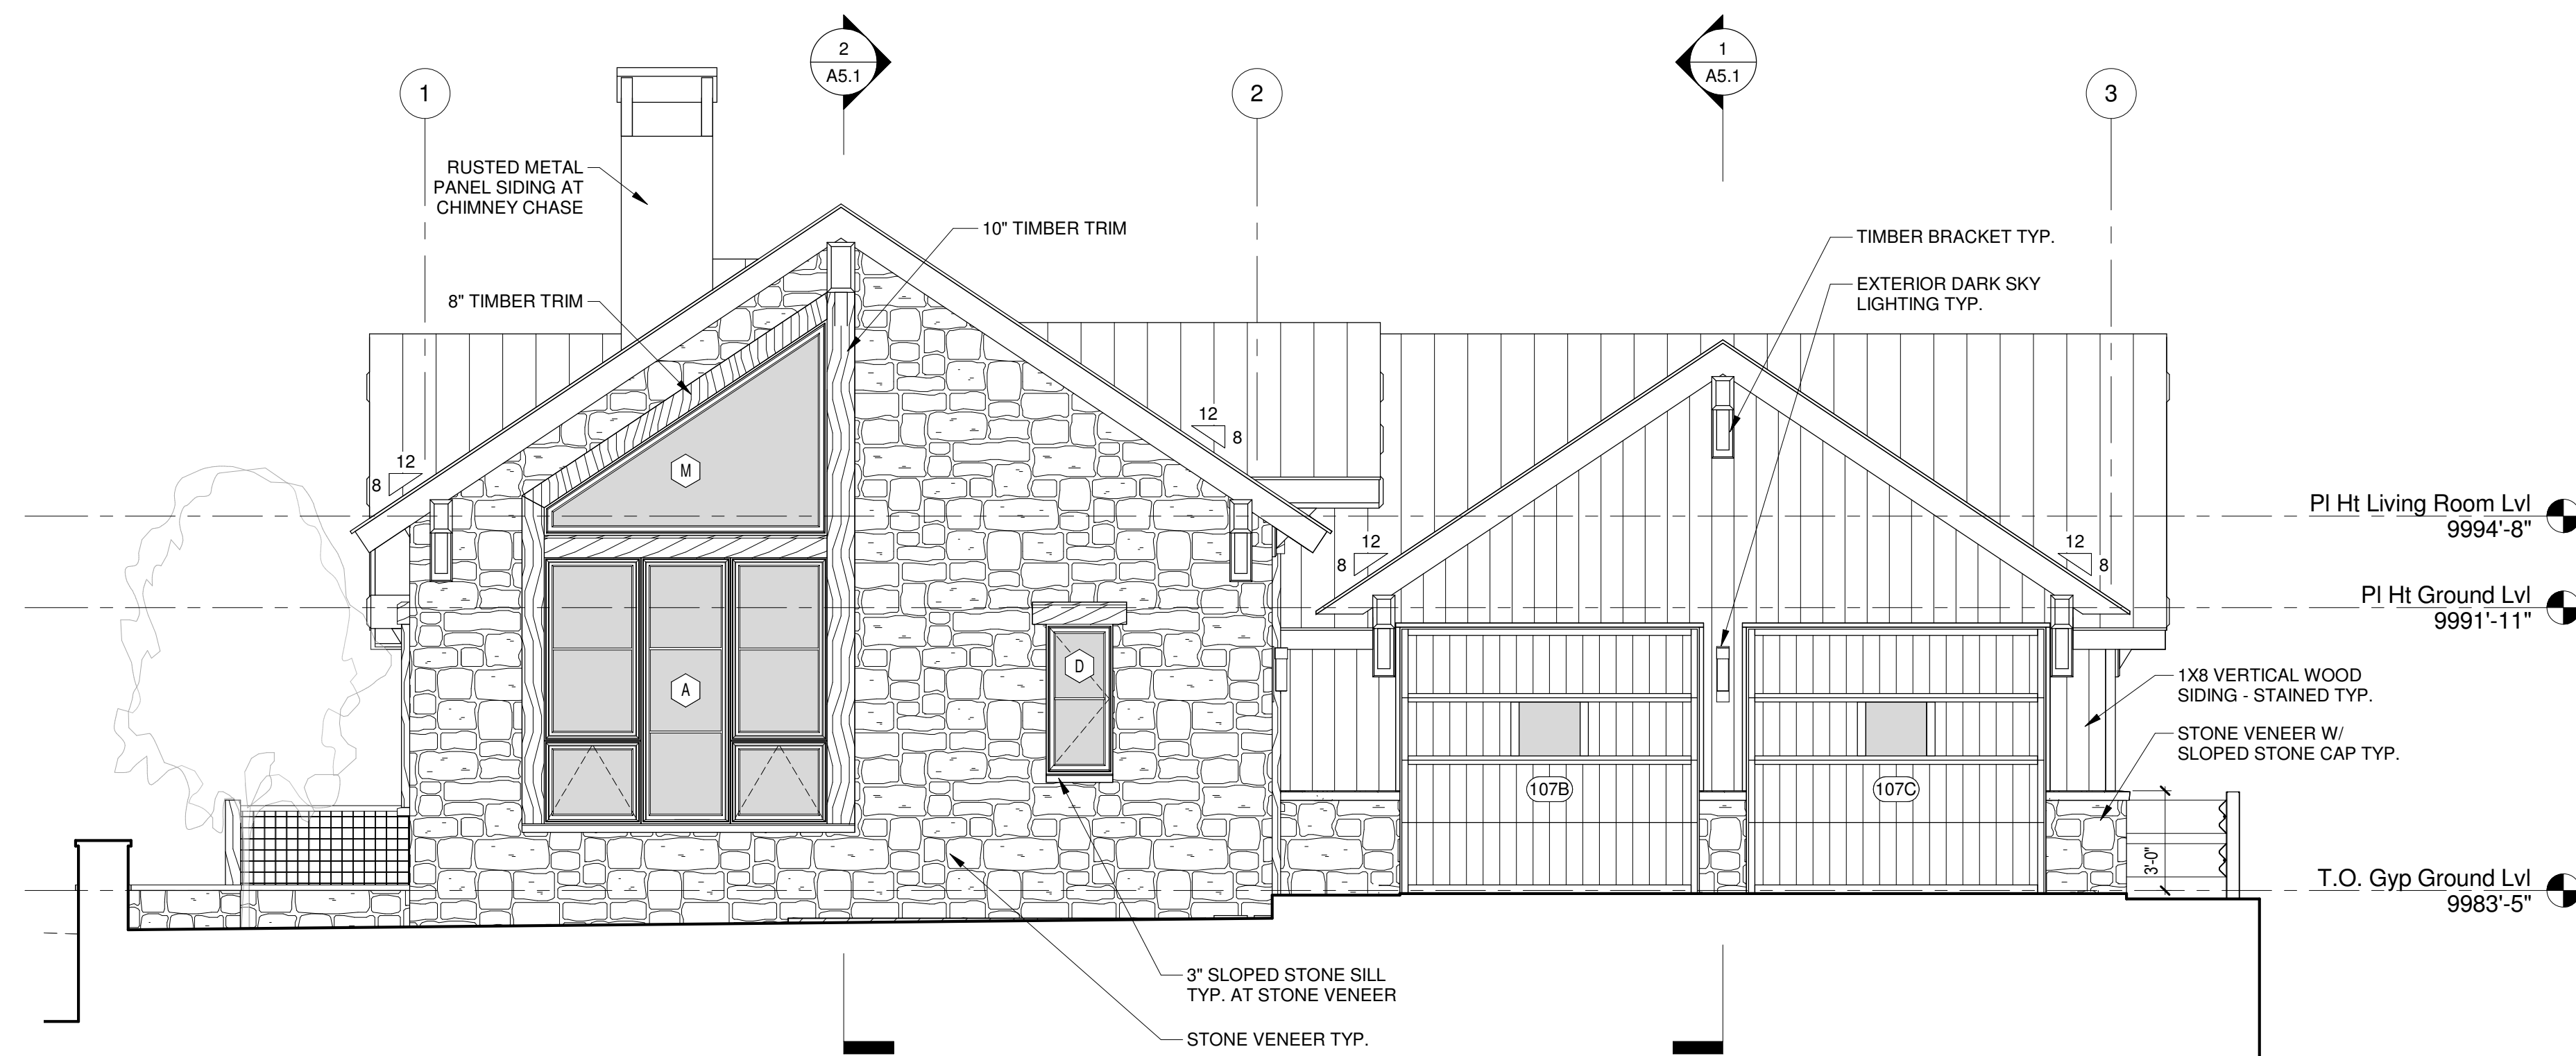 2
A5.1
1
A5.1
1
2
3
RUSTED METAL
PANEL SIDING AT
CHIMNEY CHASE
10" TIMBER TRIM
8" TIMBER TRIM
TIMBER BRACKET TYP.
EXTERIOR DARK SKY
LIGHTING TYP.
12
8
12
8
12
8
12
8
M
A
D
Pl Ht Living Room Lvl
9994'-8"
Pl Ht Ground Lvl
9991'-11"
1X8 VERTICAL WOOD
SIDING - STAINED TYP.
STONE VENEER W/
SLOPED STONE CAP TYP.
107B
107C
3'-0"
T.O. Gyp Ground Lvl
9983'-5"
3" SLOPED STONE SILL
TYP. AT STONE VENEER
STONE VENEER TYP.